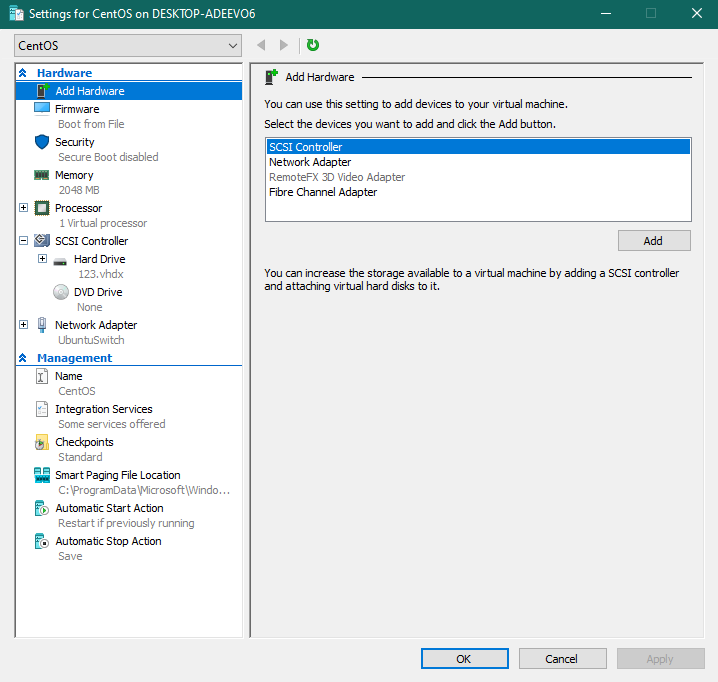 Settings for CentOS on DESKTOP-ADEEVO6
CentOS
Hardware
Add Hardware
Firmware
Boot from File
Security
Secure Boot disabled
Memory
2048 MB
Processor
1 Virtual processor
SCSI Controller
Hard Drive
123.vhdx
DVD Drive
None
Network Adapter
UbuntuSwitch
Management
Name
CentOS
Integration Services
Some services offered
Checkpoints
Standard
Smart Paging File Location
C:\ProgramData\Microsoft\Windo...
Automatic Start Action
Restart if previously running
Automatic Stop Action
Save
Add Hardware
You can use this setting to add devices to your virtual machine.
Select the devices you want to add and click the Add button.
SCSI Controller
Network Adapter
RemoteFX 3D Video Adapter
Fibre Channel Adapter
Add
You can increase the storage available to a virtual machine by adding a SCSI controller
and attaching virtual hard disks to it.
OK
Cancel
Apply